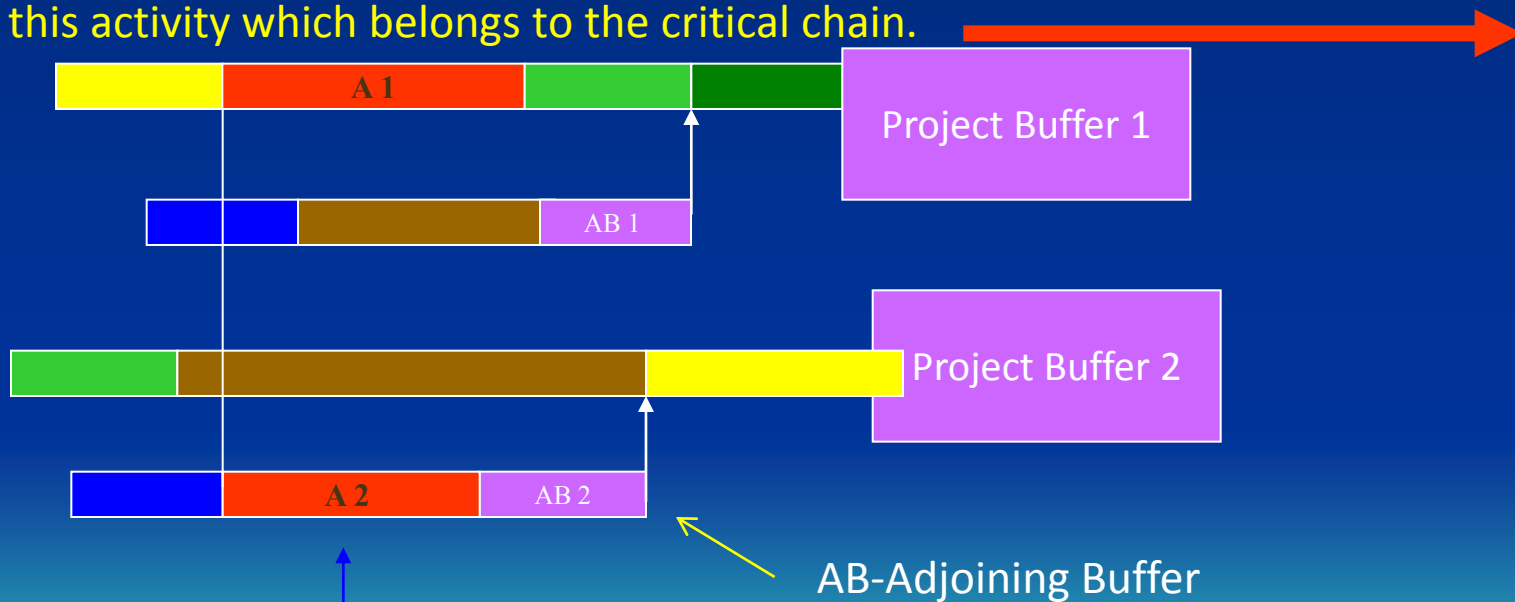 this activity which belongs to the critical chain.
A 1
Project Buffer 1
AB 1
Project Buffer 2
A 2
AB 2
AB-Adjoining Buffer